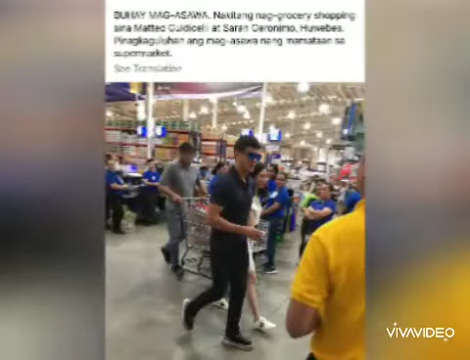 BUHAY MAG-ASAWA. Nakitang nag-grocery shopping
sina Matteo Guidicelli at Sarah Geronimo, Huwebes.
Pinagkaguluhan ang mag-asawa nang mamataan sa
supermarket.
See Translation
VIVAVIDEO